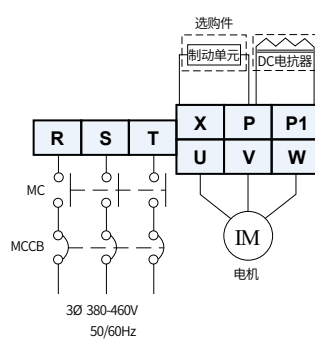 选购件
制动单元
DC电抗器
X P P1
R S T
U V W
MC
MCCB
IM
电机
3Ø 380-460V
50/60Hz